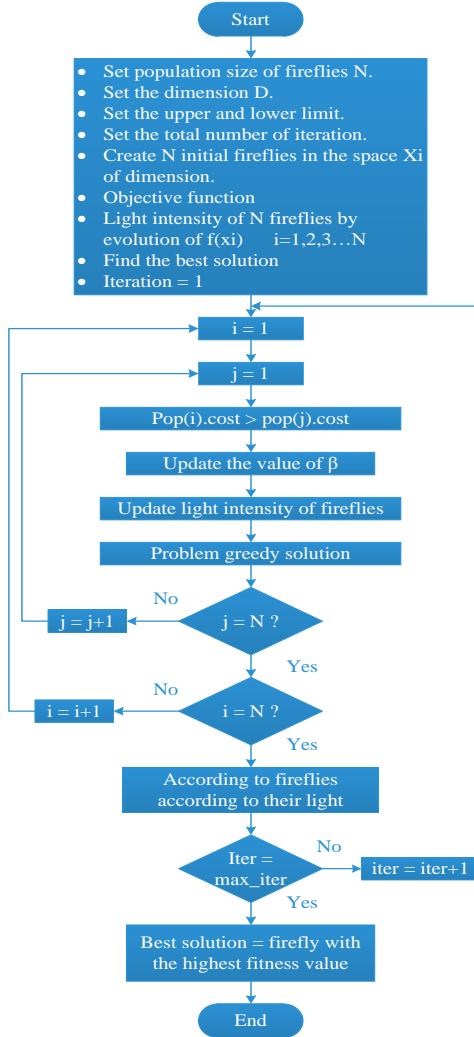 Start
• Set population size of fireflies N.
• Set the dimension D.
• Set the upper and lower limit.
• Set the total number of iteration.
• Create N initial fireflies in the space Xi
of dimension.
• Objective function
• Light intensity of N fireflies by
evolution of f(xi) i=1,2,3…N
• Find the best solution
• Iteration = 1
i = 1
j = 1
Pop(i).cost > pop(j).cost
Update the value of β
Update light intensity of fireflies
Problem greedy solution
No
j = j+1
j = N ?
Yes
No
i = i+1
i = N ?
Yes
According to fireflies
according to their light
Iter =
max_iter
No
iter = iter+1
Yes
Best solution = firefly with
the highest fitness value
End